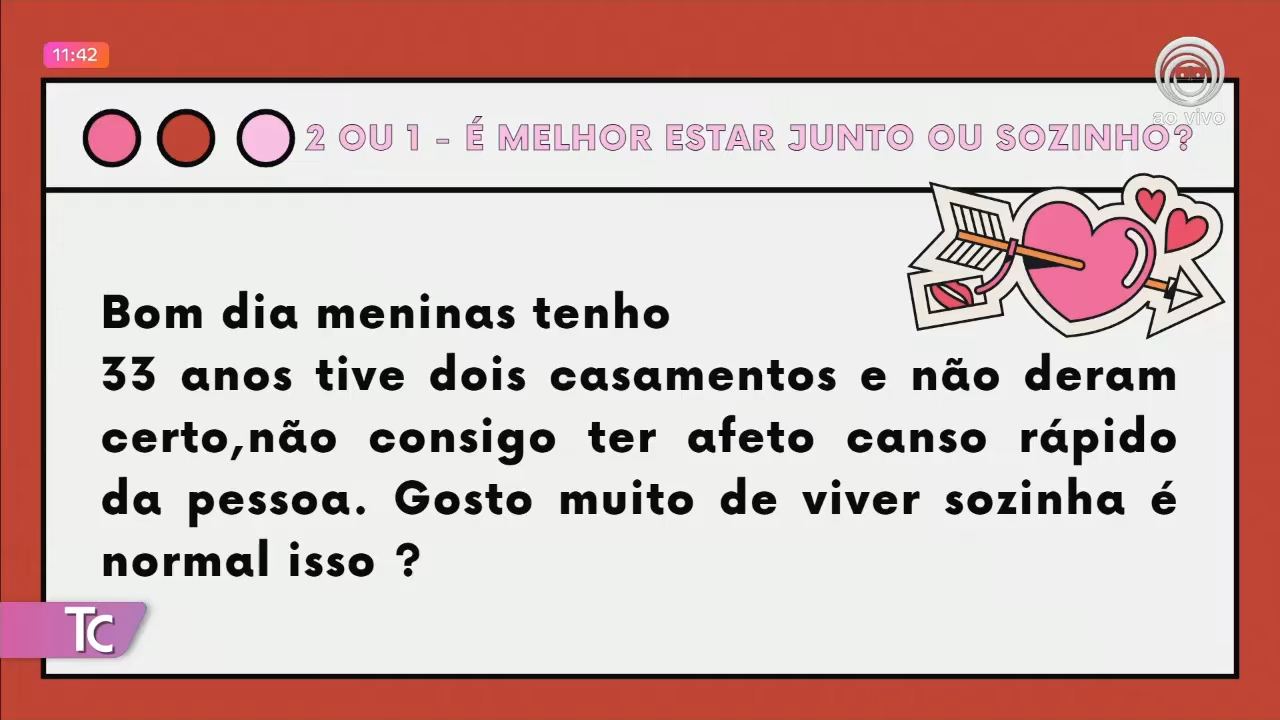 11:42
ao vivo
2 OU 1 - É MELHOR ESTAR JUNTO OU SOZINHO?
Bom dia meninas tenho
33 anos tive dois casamentos e não deram
certo,não consigo ter afeto canso rápido
da pessoa. Gosto muito de viver sozinha é
normal isso ?
TC